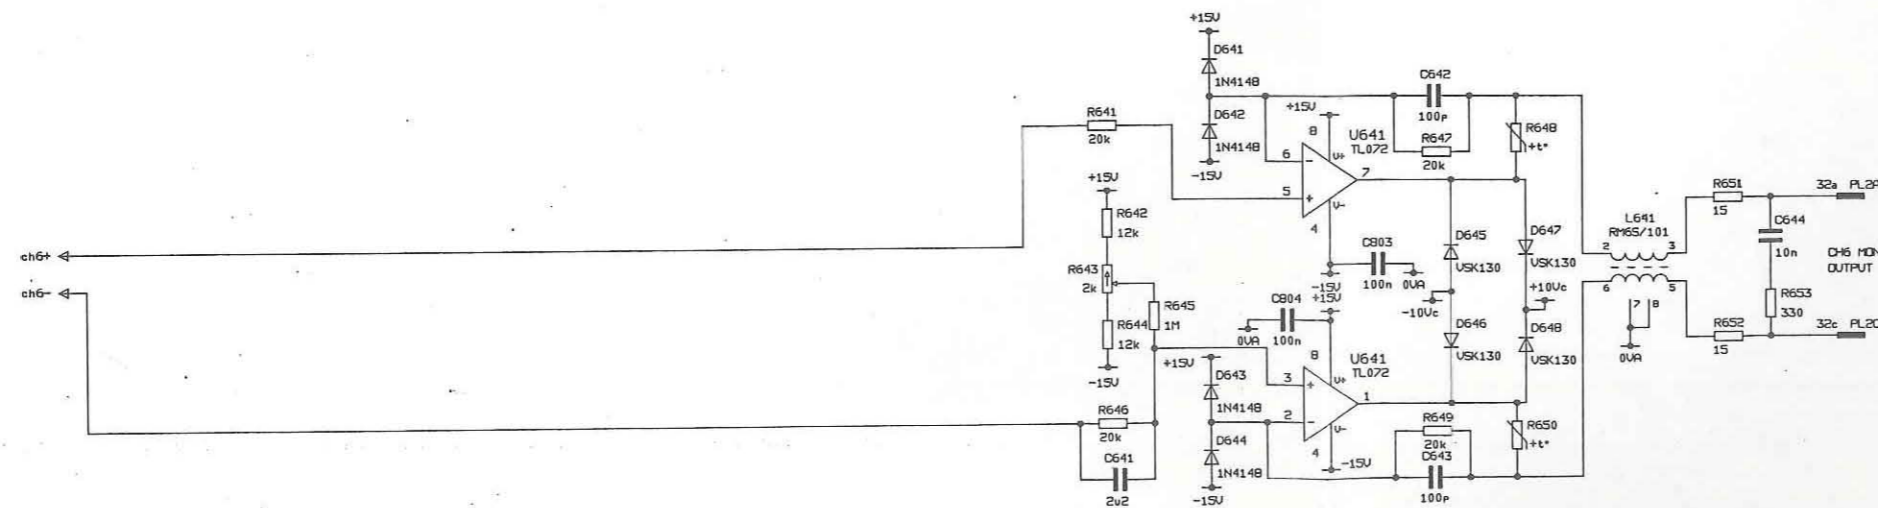 +15V
D641
1N4148
D642
1N4148
-15V
C642
100p
R647
20k
R648
+t°
+15V
8
U641
TL072
6
7
5
V+
V-
4
-15V
R641
20k
+15V
R642
12k
R643
2k
R644
12k
-15V
R645
1M
C803
100n
0VA
C804
100n
0VA
+15V
D645
VSK130
-10Vc
D646
VSK130
D647
VSK130
+10Vc
D648
VSK130
L641
RM6S/101
2
3
6
5
7
8
0VA
R651
15
R652
15
C644
10n
R653
330
32a PL2A
CH6 MON
OUTPUT
32c PL2C
ch6+
ch6-
+15V
D643
1N4148
D644
1N4148
-15V
8
U641
TL072
3
2
1
V+
V-
4
-15V
R646
20k
C641
2u2
R649
20k
C643
100p
R650
+t°